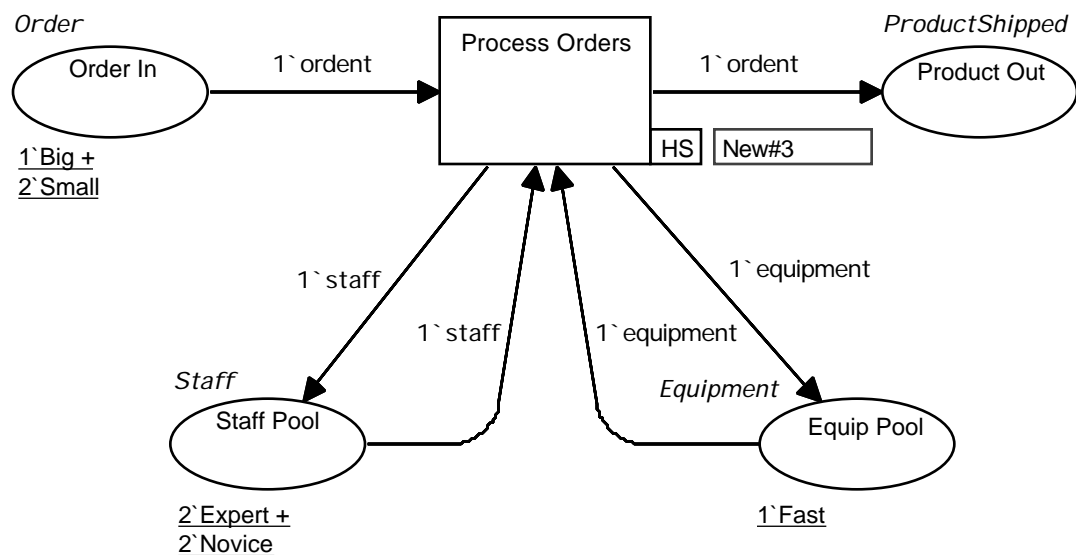 Order
ProductShipped
Order In
1`ordent
Process Orders
1`ordent
Product Out
1`Big +
2`Small
HS
New#3
1`staff
1`equipment
1`staff
1`equipment
Staff
Equipment
Staff Pool
Equip Pool
2`Expert +
2`Novice
1`Fast